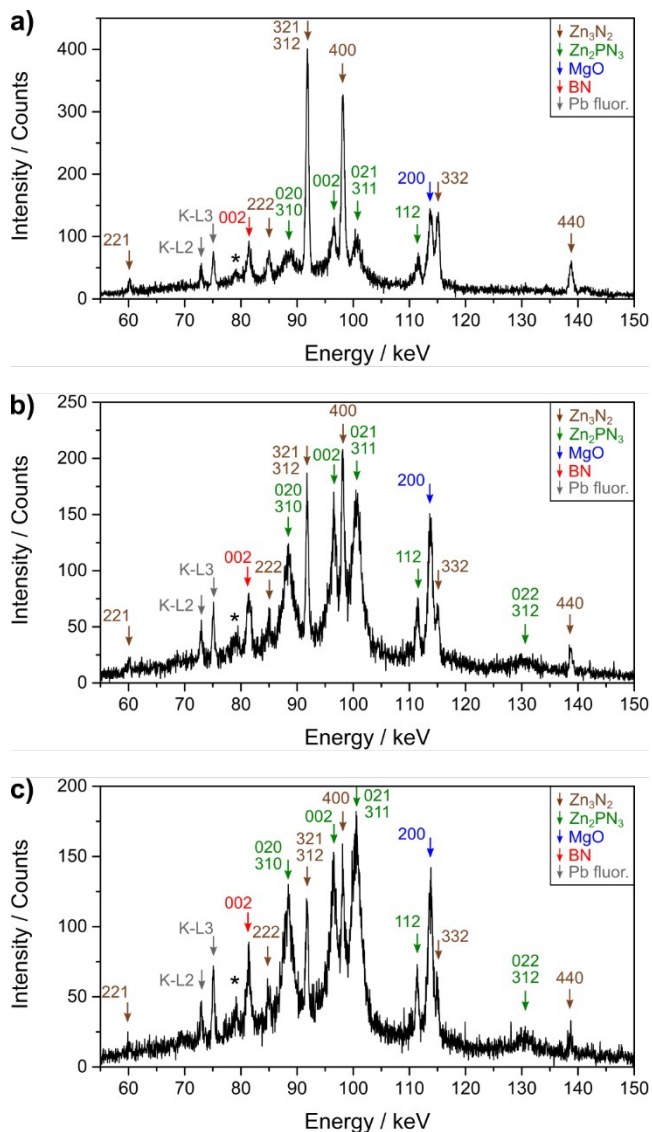 a)
321
312
400
↓ Zn₃N₂
↓ Zn₂PN₃
↓ MgO
↓ BN
↓ Pb fluor.
021
311
002
020
310
200
332
K-L3
002
222
112
221
K-L2
*
440
400
300
200
100
0
Intensity / Counts
55 60 70 80 90 100 110 120 130 140 150
Energy / keV
b)
400
021
311
321
312
002
↓ Zn₃N₂
↓ Zn₂PN₃
↓ MgO
↓ BN
↓ Pb fluor.
020
310
200
K-L3
002
222
K-L2
112
332
221
*
022
312
440
250
200
150
100
50
0
Intensity / Counts
60 70 80 90 100 110 120 130 140 150
Energy / keV
c)
400
021
311
002
321
312
020
310
↓ Zn₃N₂
↓ Zn₂PN₃
↓ MgO
↓ BN
↓ Pb fluor.
200
002
K-L3
222
112
332
K-L2
221
*
022
312
440
200
150
100
50
0
Intensity / Counts
60 70 80 90 100 110 120 130 140 150
Energy / keV